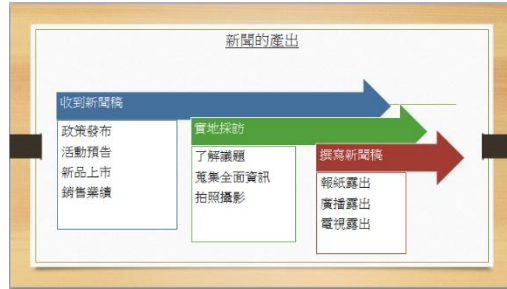 新聞的產出
收到新聞稿
政策發布
活動預告
新品上市
銷售業績
實地採訪
了解議題
蒐集全面資訊
拍照攝影
撰寫新聞稿
報紙露出
廣播露出
電視露出